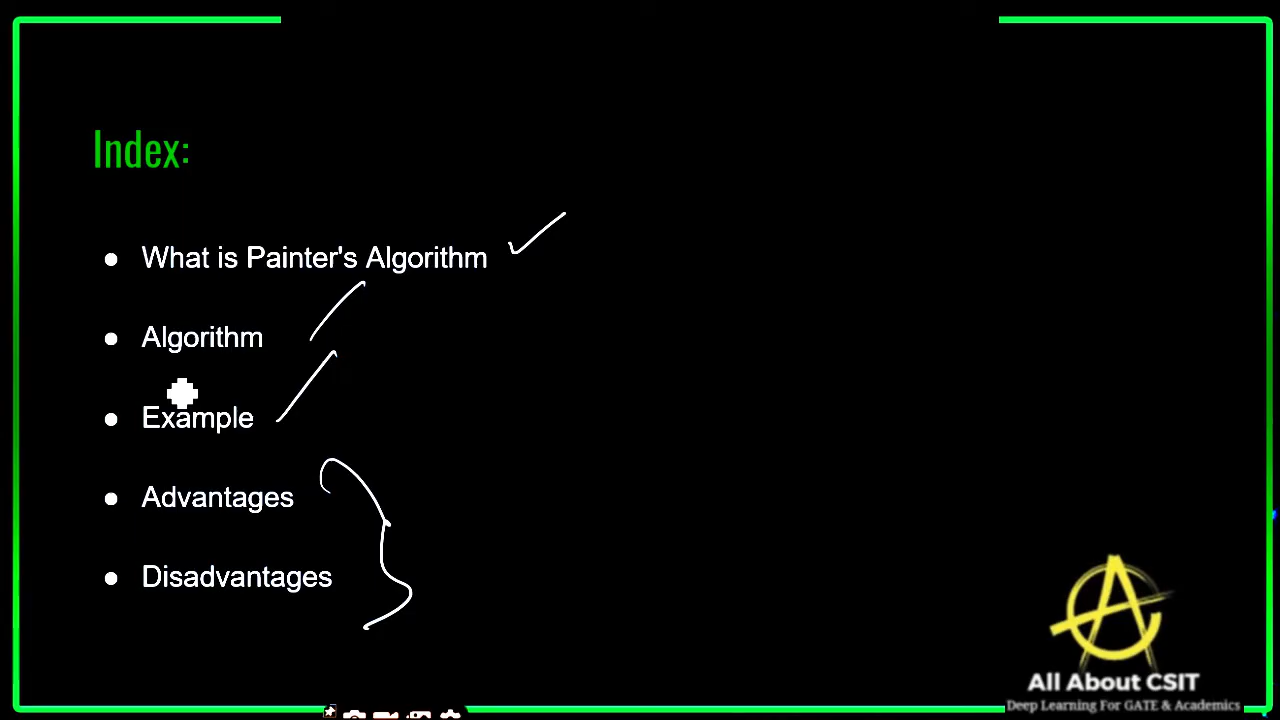 Index:
● What is Painter's Algorithm
● Algorithm
● Example
● Advantages
● Disadvantages
All About CSIT
Deep Learning For GATE & Academics